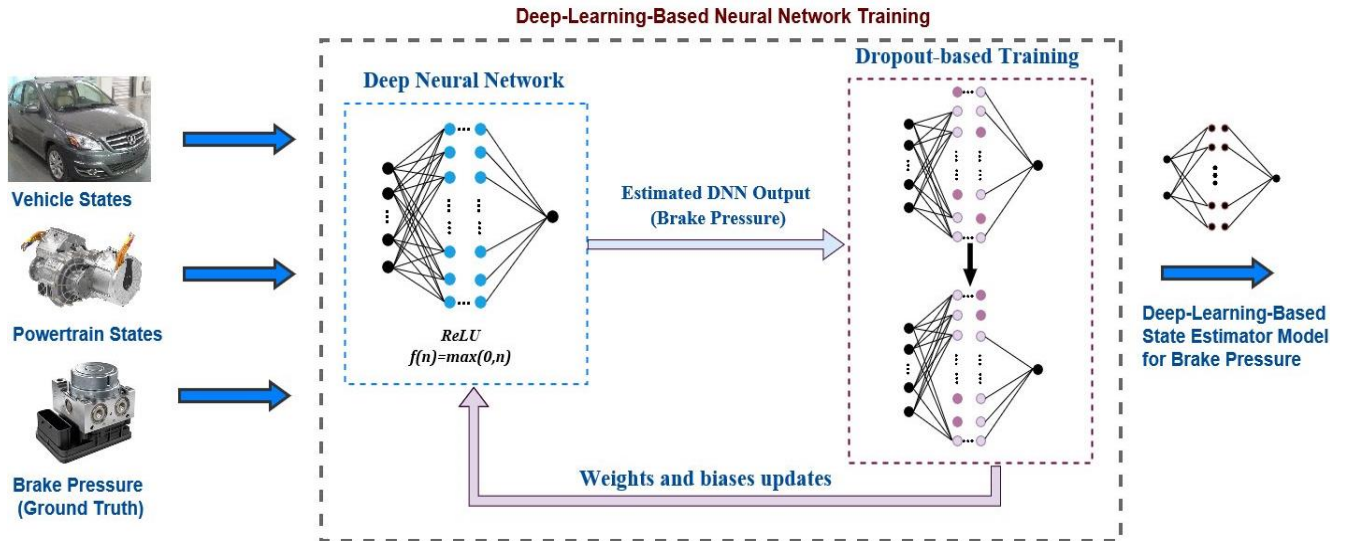 Deep-Learning-Based Neural Network Training
Vehicle States
Powertrain States
Brake Pressure
(Ground Truth)
Deep Neural Network
ReLU
f(n)=max(0,n)
Estimated DNN Output
(Brake Pressure)
Dropout-based Training
Weights and biases updates
Deep-Learning-Based
State Estimator Model
for Brake Pressure